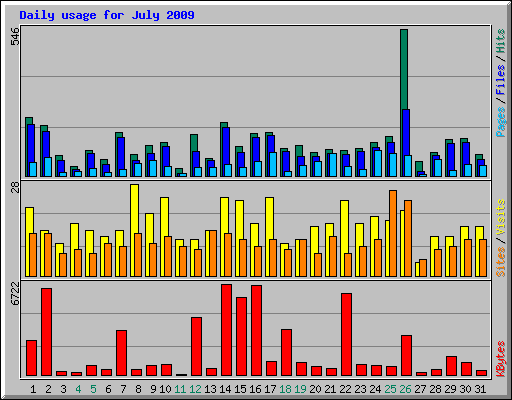 Daily usage for July 2009
546
Pages / Files / Hits
28
Sites / Visits
6722
KBytes
1 2 3 4 5 6 7 8 9 10 11 12 13 14 15 16 17 18 19 20 21 22 23 24 25 26 27 28 29 30 31